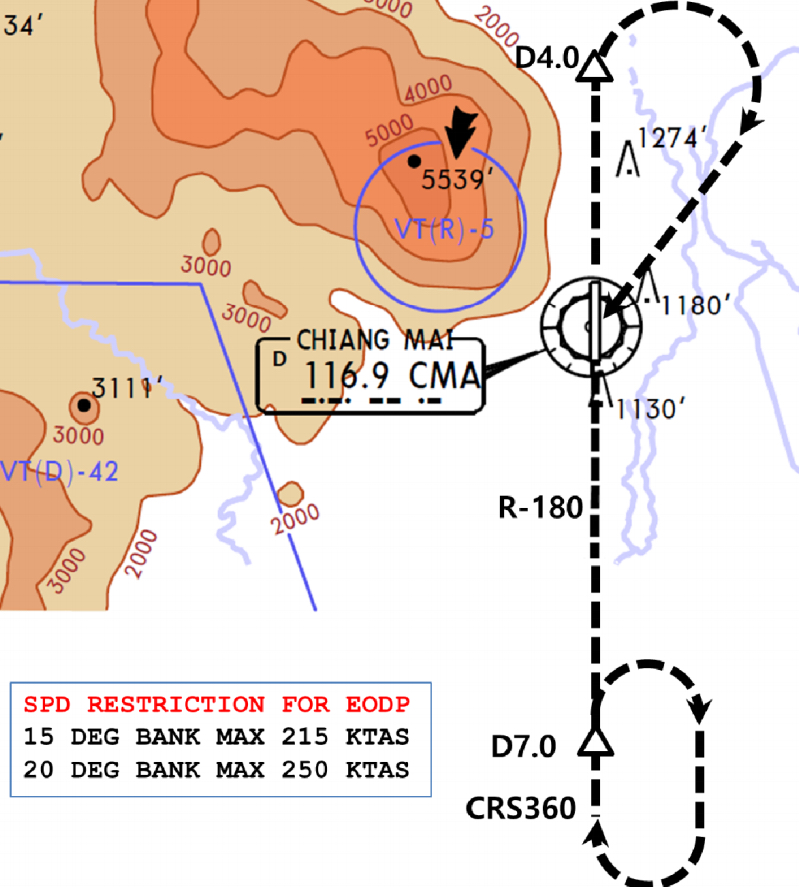 34'
3000
2000
D4.0
4000
5000
1274'
5539'
VT(R)-5
3000
3000
1180'
CHIANG MAI
D 116.9 CMA
3111'
1130'
3000
VT(D)-42
R-180
2000
2000
3000
SPD RESTRICTION FOR EODP
15 DEG BANK MAX 215 KTAS
20 DEG BANK MAX 250 KTAS
D7.0
CRS360